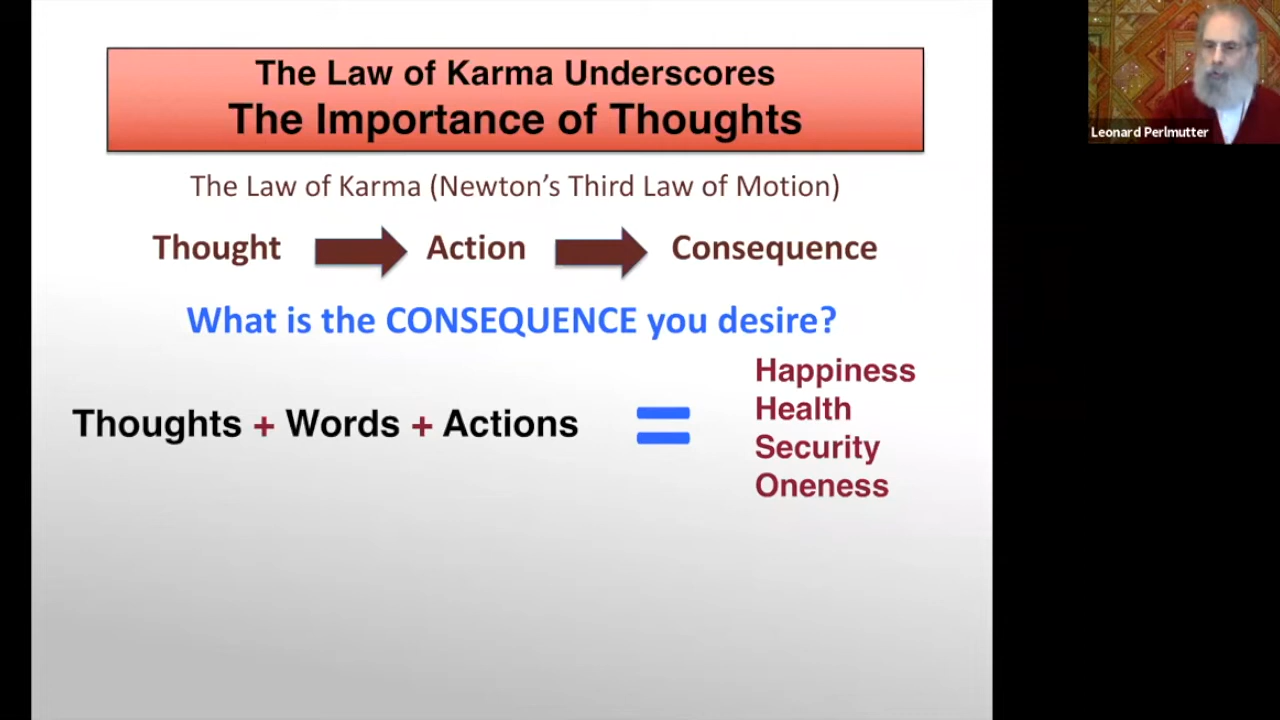 The Law of Karma Underscores
The Importance of Thoughts
The Law of Karma (Newton’s Third Law of Motion)
Thought Action Consequence
What is the CONSEQUENCE you desire?
Thoughts + Words + Actions =
Happiness
Health
Security
Oneness
Leonard Perlmutter